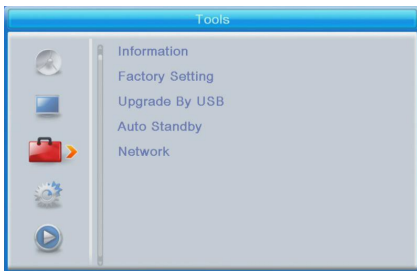 Tools
Information
Factory Setting
Upgrade By USB
Auto Standby
Network